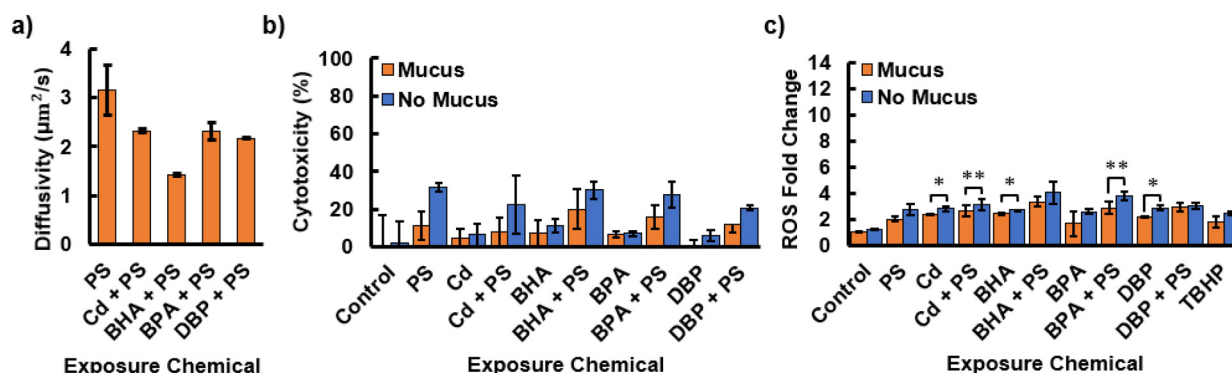 a)
Diffusivity (μm²/s)
4
3
2
1
0
PS
Cd + PS
BHA + PS
BPA + PS
DBP + PS
Exposure Chemical
b)
Cytotoxicity (%)
100
80
60
40
20
0
Mucus
No Mucus
Control
PS
Cd
Cd + PS
BHA
BHA + PS
BPA
BPA + PS
DBP
DBP + PS
Exposure Chemical
c)
ROS Fold Change
14
12
10
8
6
4
2
0
Mucus
No Mucus
*
**
*
**
*
Control
PS
Cd
Cd + PS
BHA
BHA + PS
BPA
BPA + PS
DBP
DBP + PS
TBHP
Exposure Chemical